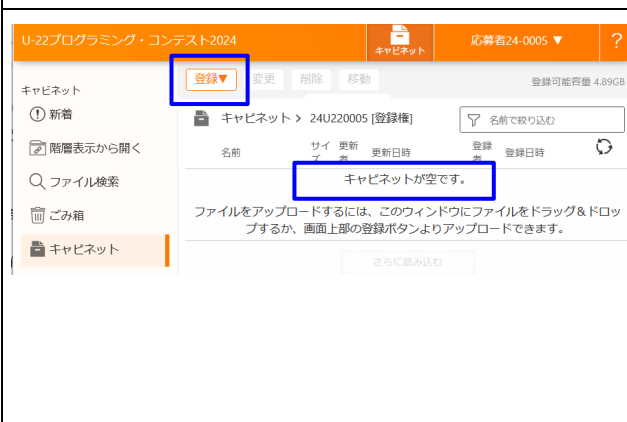 U-22プログラミング・コンテスト2024
キャビネット
応募者24-0005 ▼
?
キャビネット
登録▼
変更
削除
移動
登録可能容量 4.89GB
新着
階層表示から開く
ファイル検索
ごみ箱
キャビネット
キャビネット > 24U220005 [登録権]
名前で絞り込む
名前
サイズ
更新者
更新日時
登録者
登録日時
キャビネットが空です。
ファイルをアップロードするには、このウィンドウにファイルをドラッグ&ドロッ
プするか、画面上部の登録ボタンよりアップロードできます。
さらに読み込む